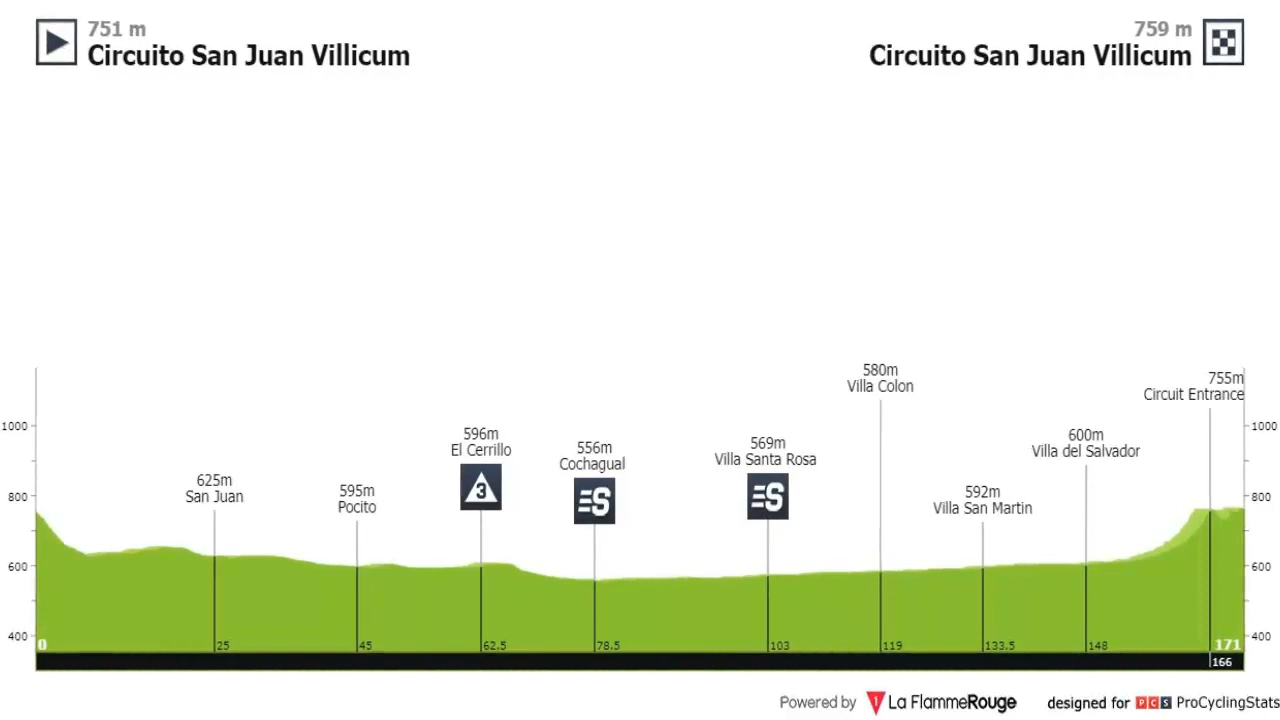 751 m
Circuito San Juan Villicum
759 m
Circuito San Juan Villicum
580m
Villa Colon
755m
Circuit Entrance
1000
596m
El Cerrillo
3
556m
Cochagual
S
569m
Villa Santa Rosa
S
600m
Villa del Salvador
1000
625m
San Juan
595m
Pocito
592m
Villa San Martin
800
800
600
600
400
400
0
25
45
62.5
78.5
103
119
133.5
148
171
166
Powered by La FlammeRouge
1
designed for PCS ProCyclingStats